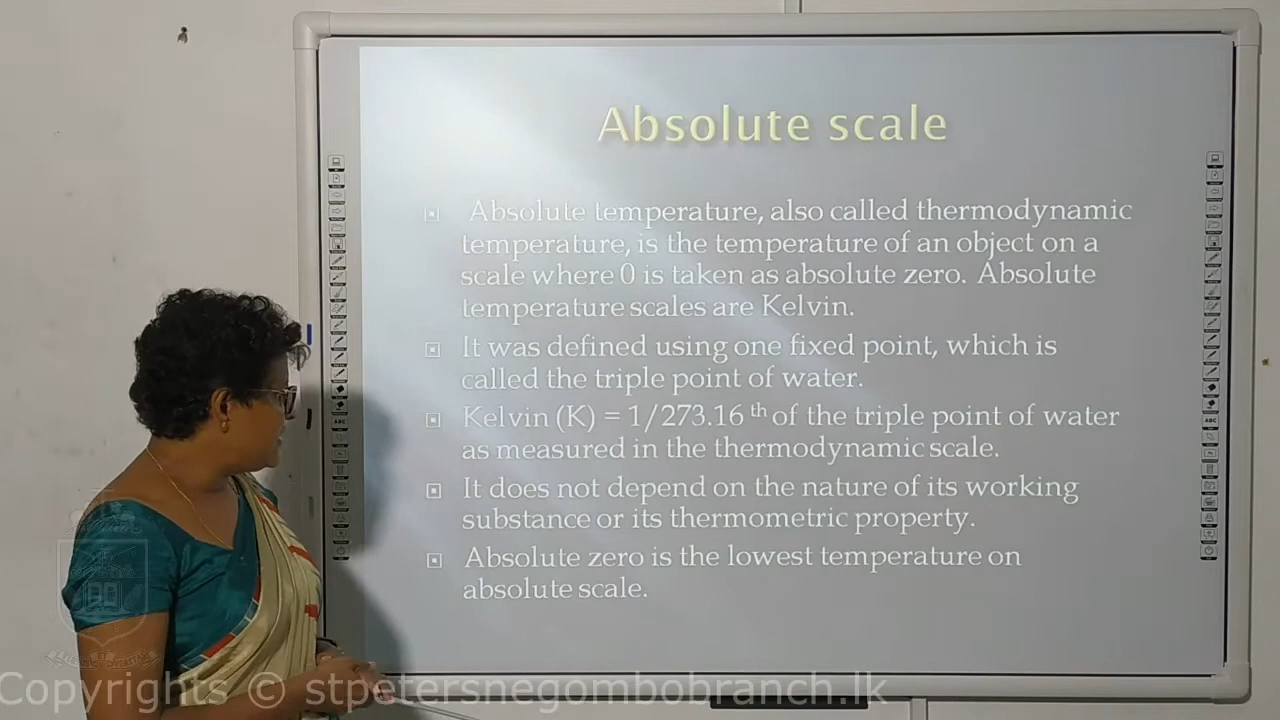 Absolute scale
Absolute temperature, also called thermodynamic
temperature, is the temperature of an object on a
scale where 0 is taken as absolute zero. Absolute
temperature scales are Kelvin.
It was defined using one fixed point, which is
called the triple point of water.
Kelvin (K) = 1/273.16 th of the triple point of water
as measured in the thermodynamic scale.
It does not depend on the nature of its working
substance or its thermometric property.
Absolute zero is the lowest temperature on
absolute scale.
ABC
ABC
Copyrights © stpetersnegombobranch.lk